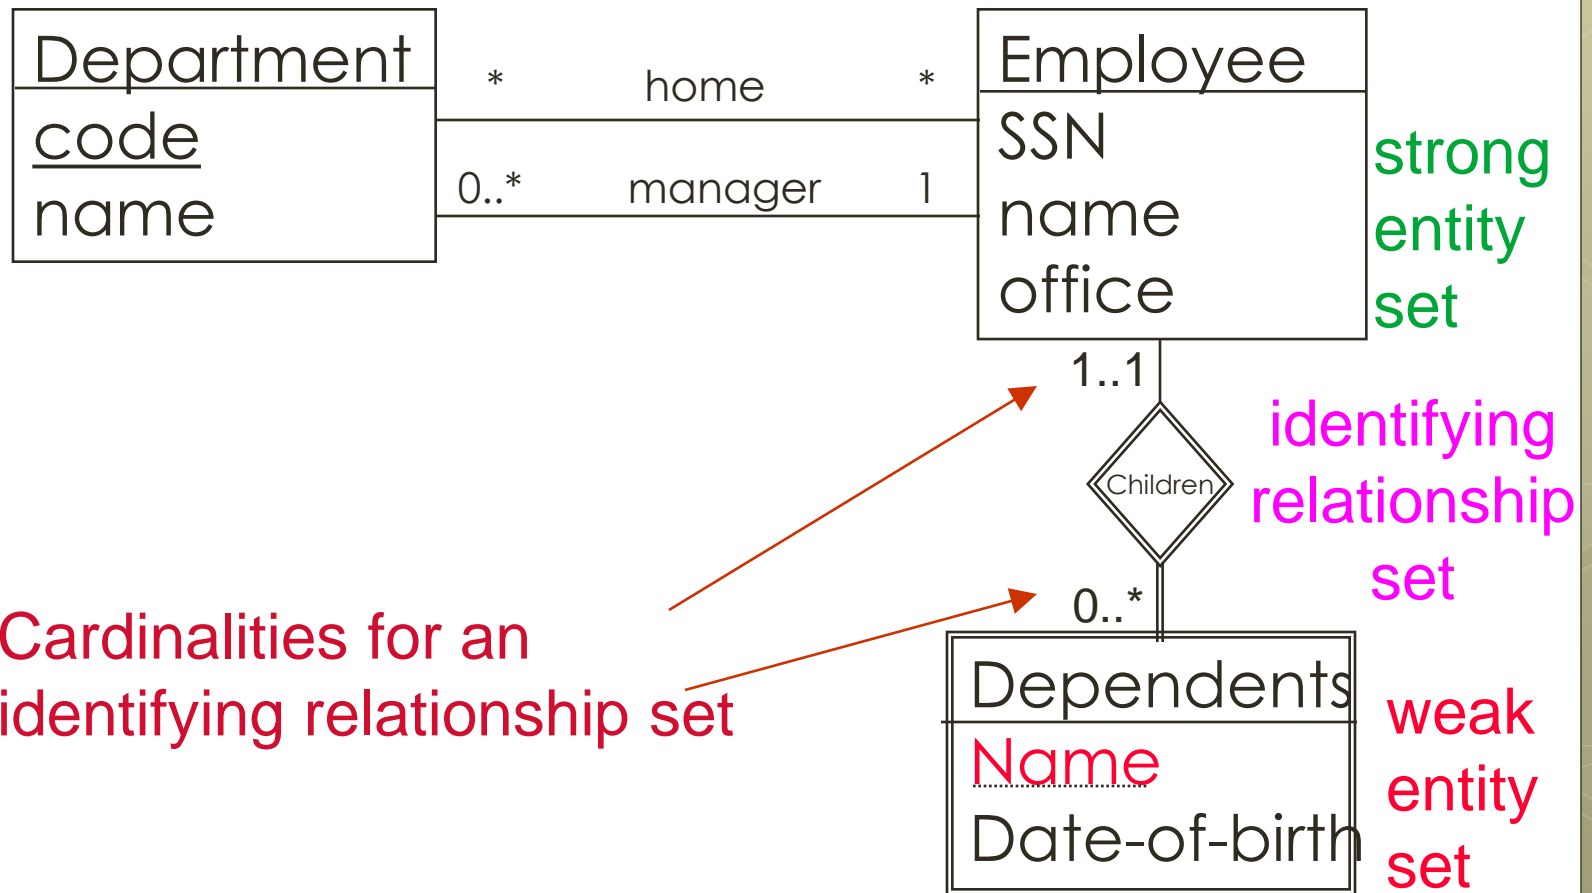 Department
code
name
* home *
0..* manager 1
Employee
SSN
name
office
strong
entity
set
1..1
Children
identifying
relationship
set
0..*
Cardinalities for an
identifying relationship set
Dependents
Name
Date-of-birth
weak
entity
set